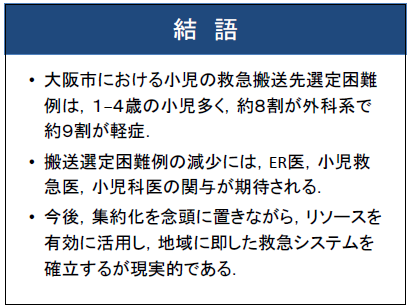 結 語
• 大阪市における小児の救急搬送先選定困難
例は，1-4歳の小児多く，約8割が外科系で
約9割が軽症．
• 搬送選定困難例の減少には，ER医，小児救
急医，小児科医の関与が期待される．
• 今後，集約化を念頭に置きながら，リソースを
有効に活用し，地域に即した救急システムを
確立するが現実的である．